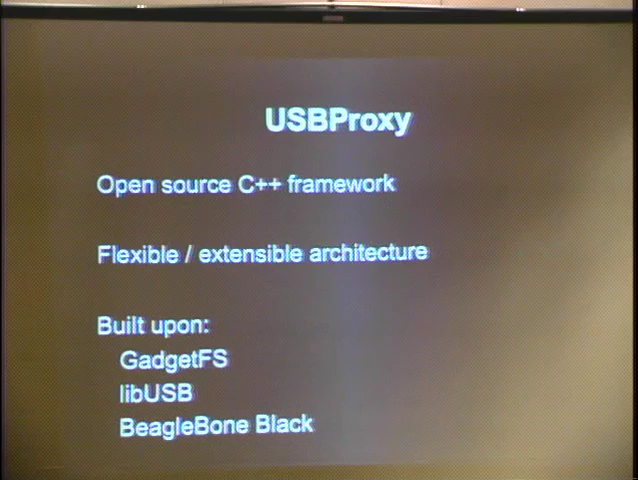 USBProxy
Open source C++ framework
Flexible / extensible architecture
Built upon:
GadgetFS
libUSB
BeagleBone Black